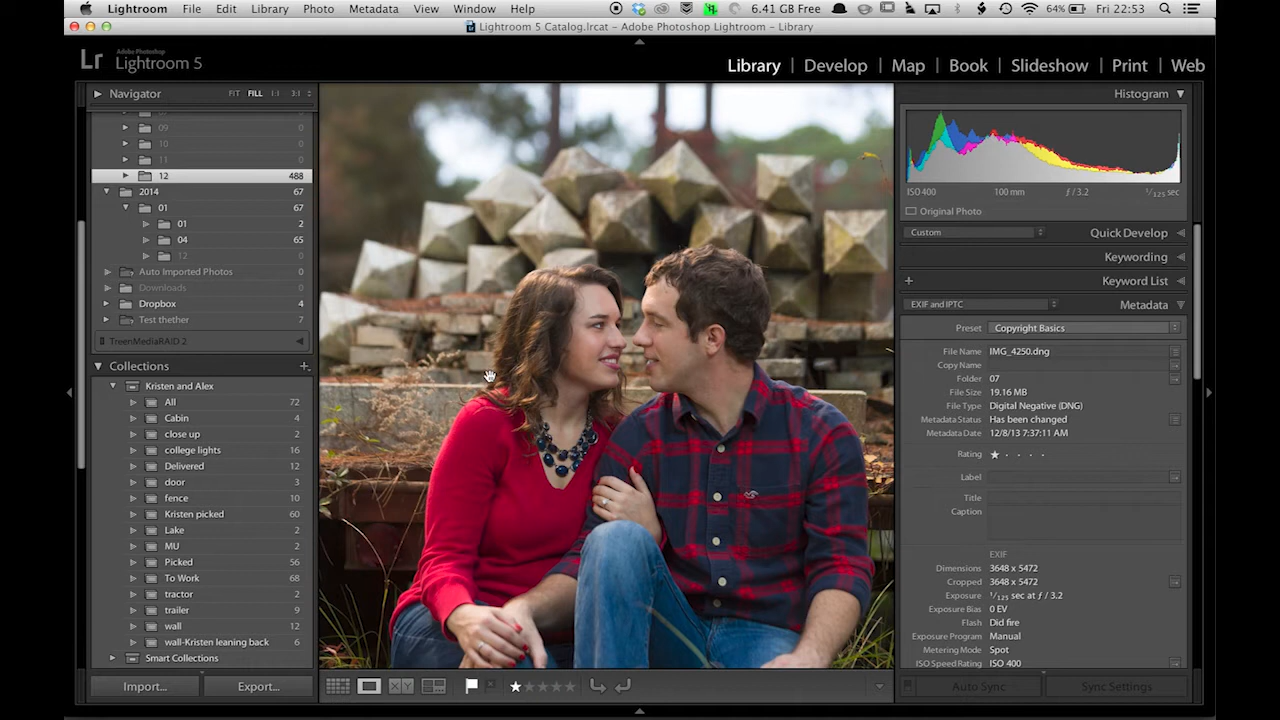 Lightroom File Edit Library Photo Metadata View Window Help 6.41 GB Free 64% Fri 22:53
Lightroom 5 Catalog.lrcat – Adobe Photoshop Lightroom – Library
Lr Adobe Photoshop
Lightroom 5
Library | Develop | Map | Book | Slideshow | Print | Web
Navigator FIT FILL 1:1 3:1
09 0
10 0
11 0
12 488
2014 67
01 67
01 2
04 65
12 0
Auto Imported Photos 0
Downloads 0
Dropbox 4
Test thether 7
TreenMediaRAID 2
Collections +
Kristen and Alex
All 72
Cabin 4
close up 2
college lights 16
Delivered 12
door 3
fence 10
Kristen picked 60
Lake 2
MU 2
Picked 56
To Work 68
tractor 2
trailer 9
wall 12
wall-Kristen leaning back 6
Smart Collections
Import...
Export...
X Y
Histogram
ISO 400 100 mm ƒ / 3.2 1/125 sec
Original Photo
Custom Quick Develop
Keywording
+ Keyword List
EXIF and IPTC Metadata
Preset Copyright Basics
File Name IMG_4250.dng
Copy Name
Folder 07
File Size 19.16 MB
File Type Digital Negative (DNG)
Metadata Status Has been changed
Metadata Date 12/8/13 7:37:11 AM
Rating
Label
Title
Caption
EXIF
Dimensions 3648 x 5472
Cropped 3648 x 5472
Exposure 1/125 sec at ƒ / 3.2
Exposure Bias 0 EV
Flash Did fire
Exposure Program Manual
Metering Mode Spot
ISO Speed Rating ISO 400
Auto Sync
Sync Settings